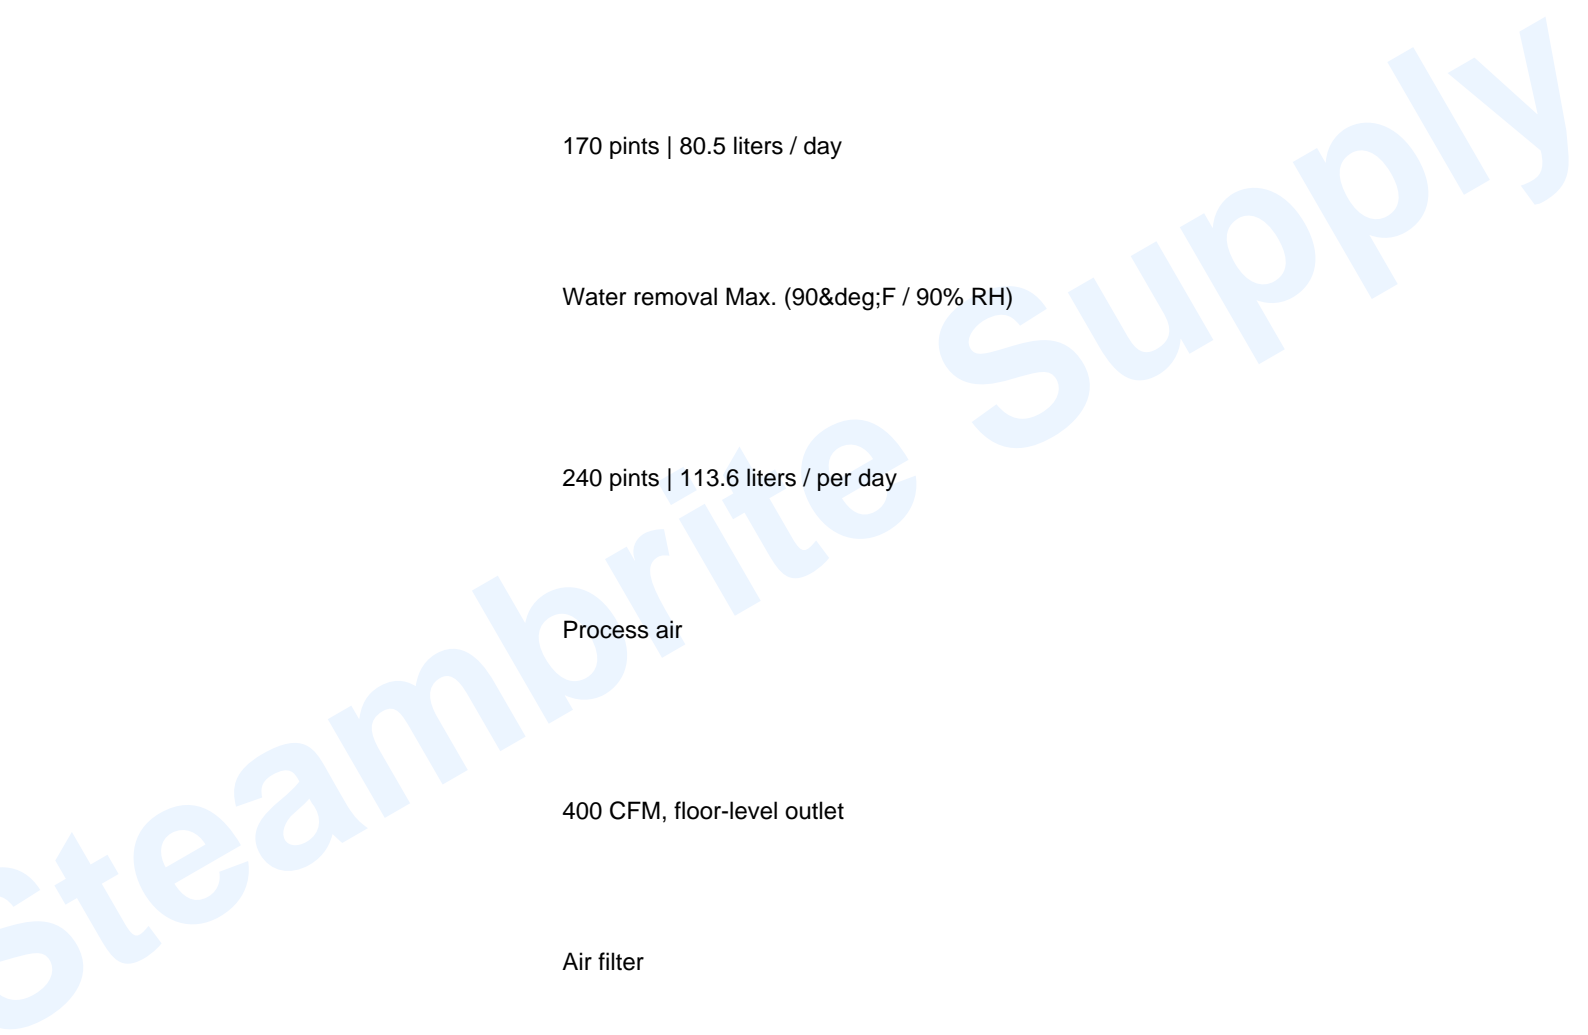 170 pints | 80.5 liters / day
Water removal Max. (90&deg;F / 90% RH)
240 pints | 113.6 liters / per day
Process air
400 CFM, floor-level outlet
Air filter
Steambrite Supply